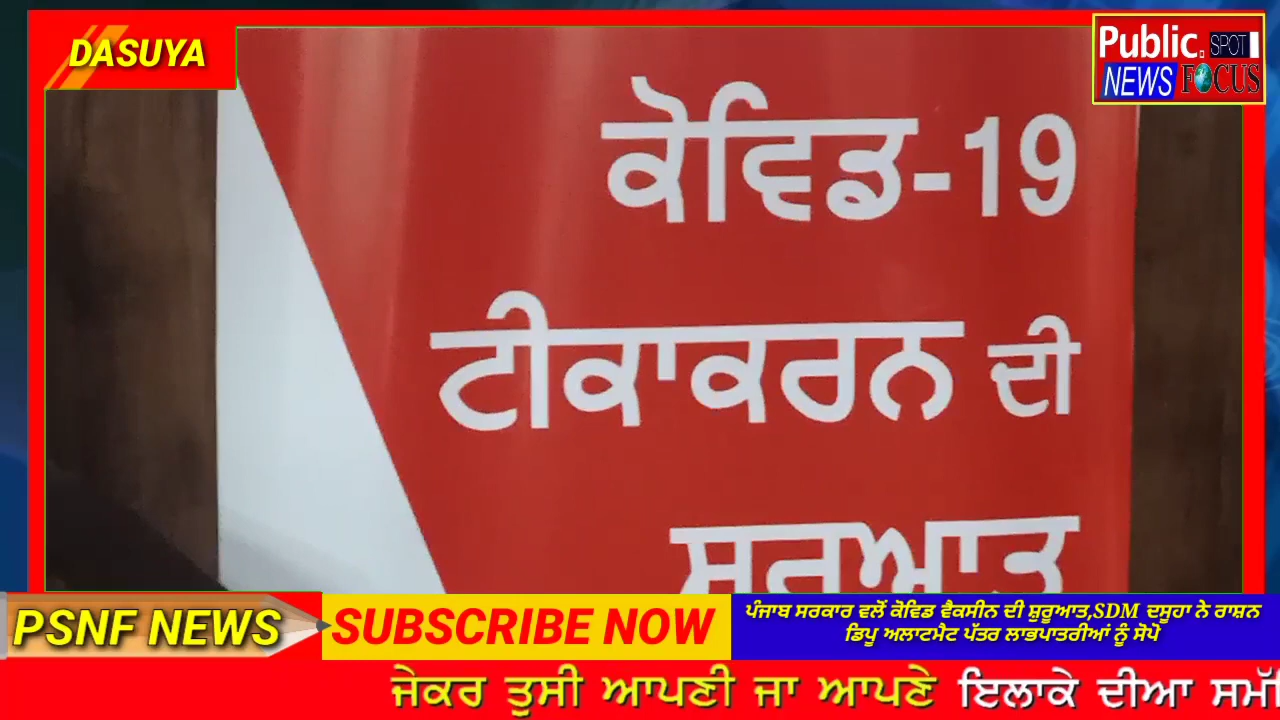 DASUYA
Public. SPOT
NEWS FOCUS
ਕੋਵਿਡ-19
ਟੀਕਾਕਰਨ ਦੀ
PSNF NEWS
SUBSCRIBE NOW
ਪੰਜਾਬ ਸਰਕਾਰ ਵਲੋਂ ਕੋਵਿਡ ਵੈਕਸੀਨ ਦੀ ਸ਼ੁਰੂਆਤ,SDM ਦਸੂਹਾ ਨੇ ਰਾਸ਼ਨ
ਡਿਪੂ ਅਲਾਟਮੈਟ ਪੱਤਰ ਲਾਭਪਾਤਰੀਆਂ ਨੂੰ ਸੋਪੇ
ਜੇਕਰ ਤੁਸੀ ਆਪਣੀ ਜਾ ਆਪਣੇ ਇਲਾਕੇ ਦੀਆ